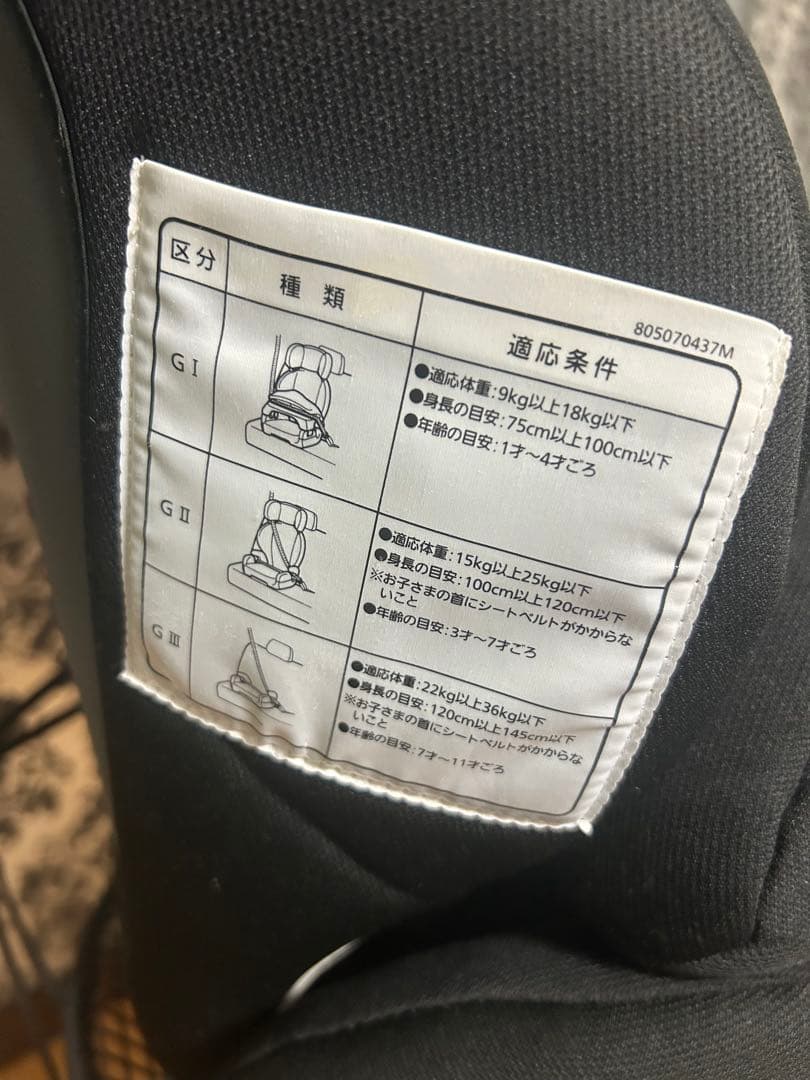 805070437M
区分 種類 適応条件
GⅠ
●適応体重:9kg以上18kg以下
●身長の目安:75cm以上100cm以下
●年齢の目安:1才～4才ごろ
GⅡ
●適応体重:15kg以上25kg以下
●身長の目安:100cm以上120cm以下
※お子さまの首にシートベルトがかからな
いこと
●年齢の目安:3才～7才ごろ
GⅢ
●適応体重:22kg以上36kg以下
●身長の目安:120cm以上145cm以下
※お子さまの首にシートベルトがかからな
いこと
●年齢の目安:7才～11才ごろ